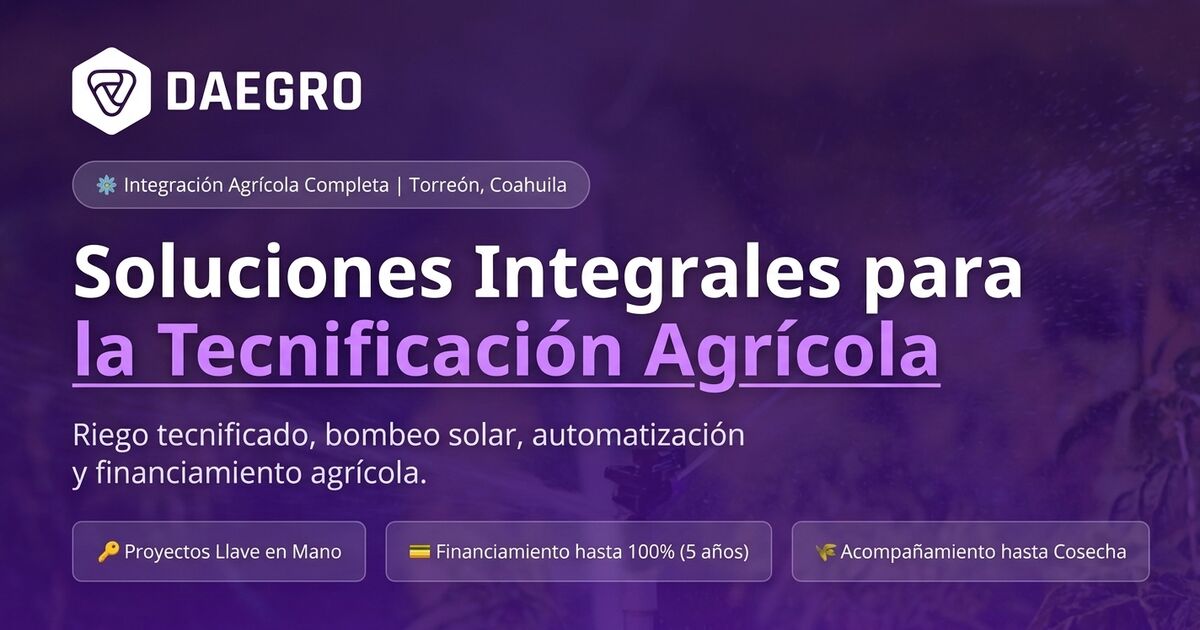 DAEGRO
Integración Agrícola Completa | Torreón, Coahuila
Soluciones Integrales para
la Tecnificación Agrícola
Riego tecnificado, bombeo solar, automatización
y financiamiento agrícola.
Proyectos Llave en Mano
Financiamiento hasta 100% (5 años)
Acompañamiento hasta Cosecha